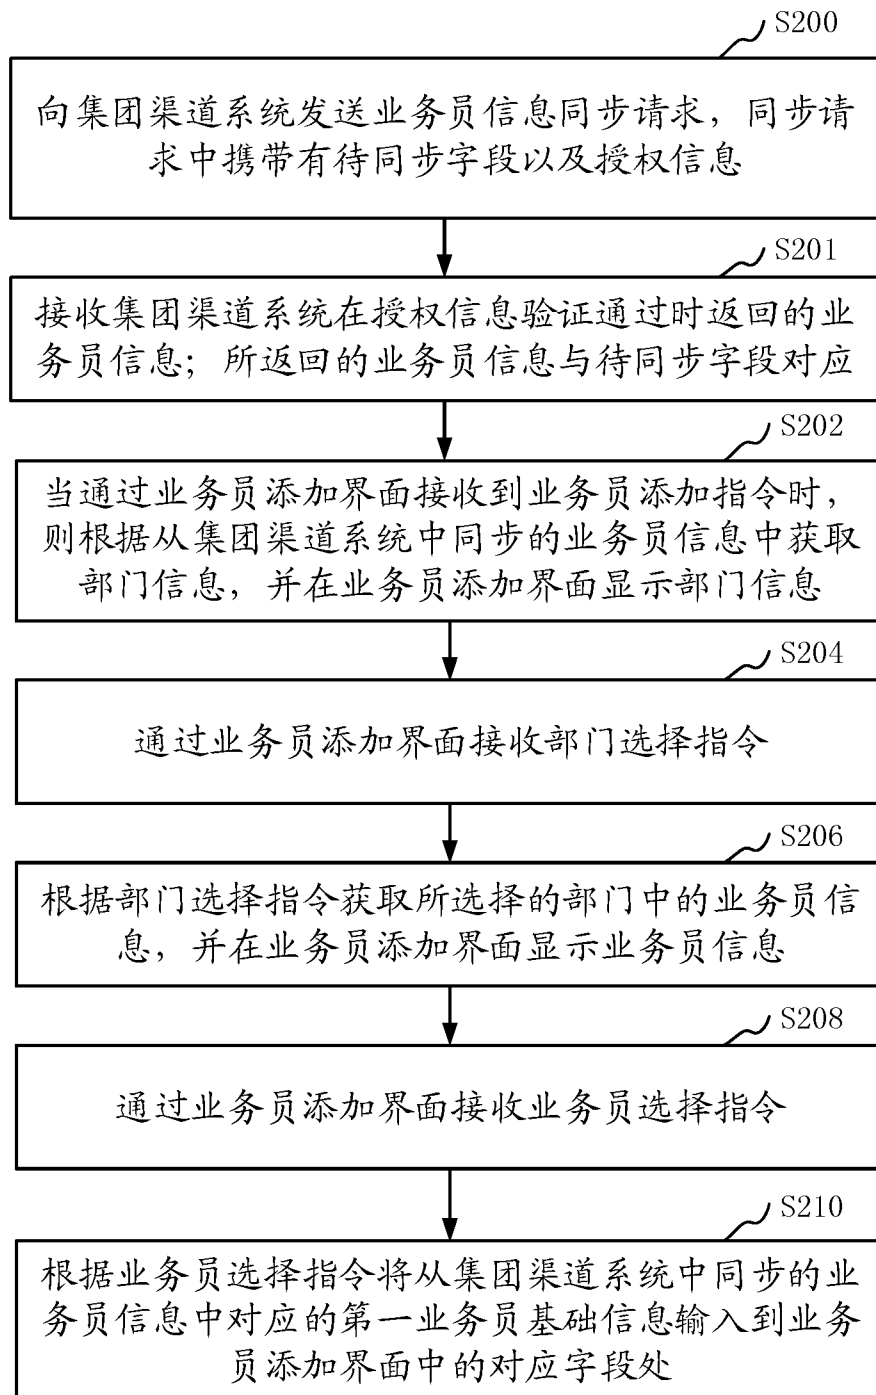 S200
向集团渠道系统发送业务员信息同步请求，同步请
求中携带有待同步字段以及授权信息
S201
接收集团渠道系统在授权信息验证通过时返回的业
务员信息；所返回的业务员信息与待同步字段对应
S202
当通过业务员添加界面接收到业务员添加指令时，
则根据从集团渠道系统中同步的业务员信息中获取
部门信息，并在业务员添加界面显示部门信息
S204
通过业务员添加界面接收部门选择指令
S206
根据部门选择指令获取所选择的部门中的业务员信
息，并在业务员添加界面显示业务员信息
S208
通过业务员添加界面接收业务员选择指令
S210
根据业务员选择指令将从集团渠道系统中同步的业
务员信息中对应的第一业务员基础信息输入到业务
员添加界面中的对应字段处